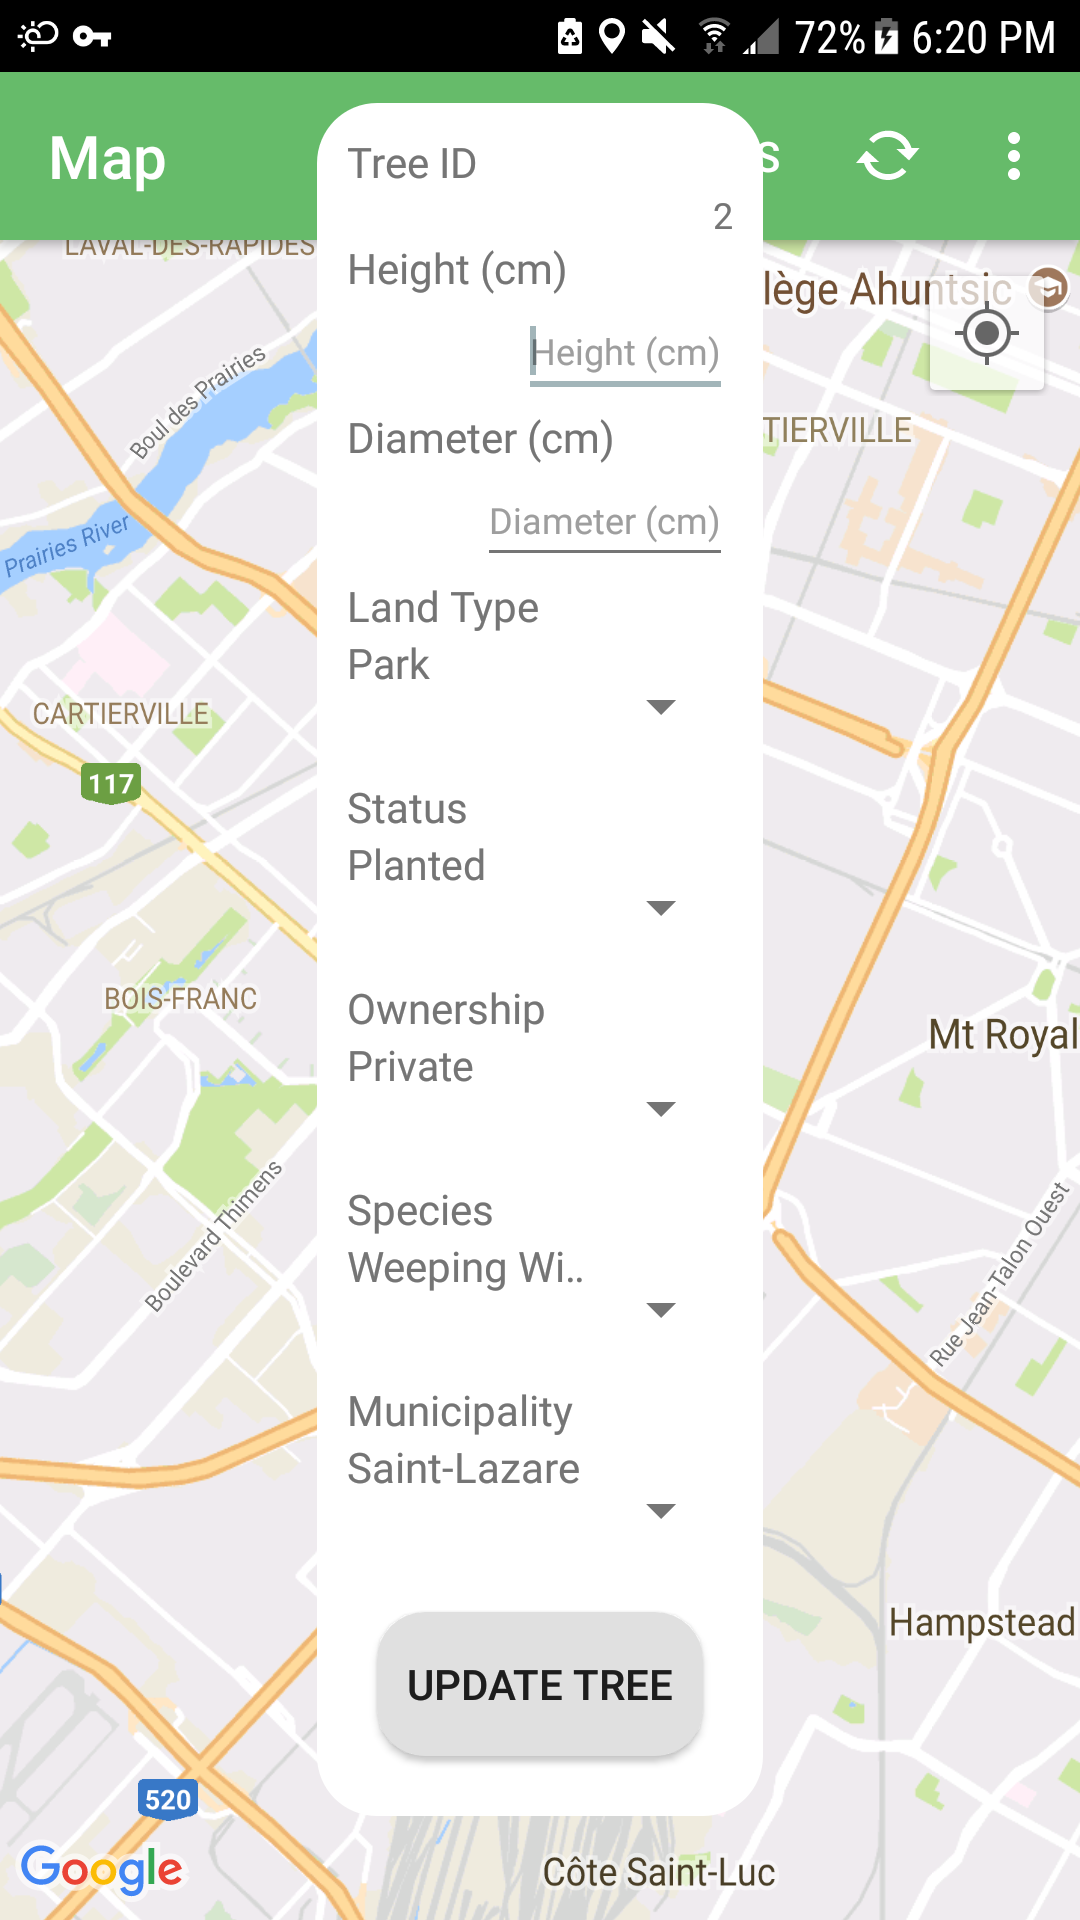 72% 6:20 PM
Map
s
Tree ID
2
Height (cm)
Height (cm)
Diameter (cm)
Diameter (cm)
Land Type
Park
Status
Planted
Ownership
Private
Species
Weeping Wi..
Municipality
Saint-Lazare
UPDATE TREE
LAVAL-DES-RAPIDES
lège Ahuntsic
Boul des Prairies
TIERVILLE
Prairies River
CARTIERVILLE
117
BOIS-FRANC
Mt Royal
Boulevard Thimens
Rue Jean-Talon Ouest
Hampstead
520
Google
Côte Saint-Luc